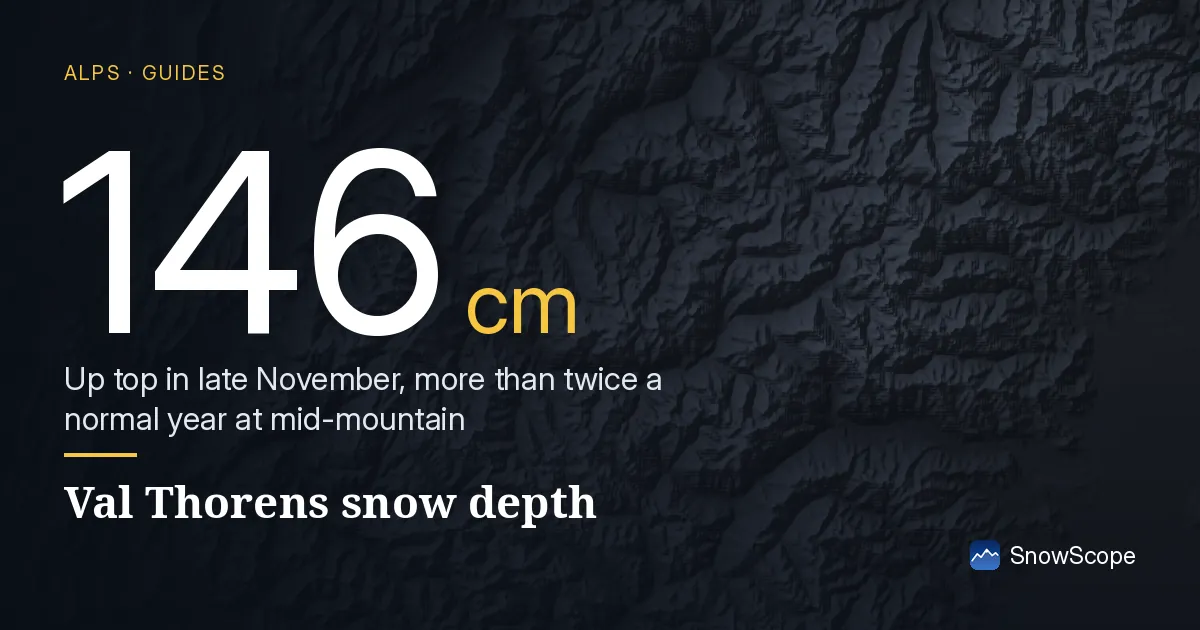 ALPS · GUIDES
146 cm
Up top in late November, more than twice a
normal year at mid-mountain
Val Thorens snow depth
SnowScope